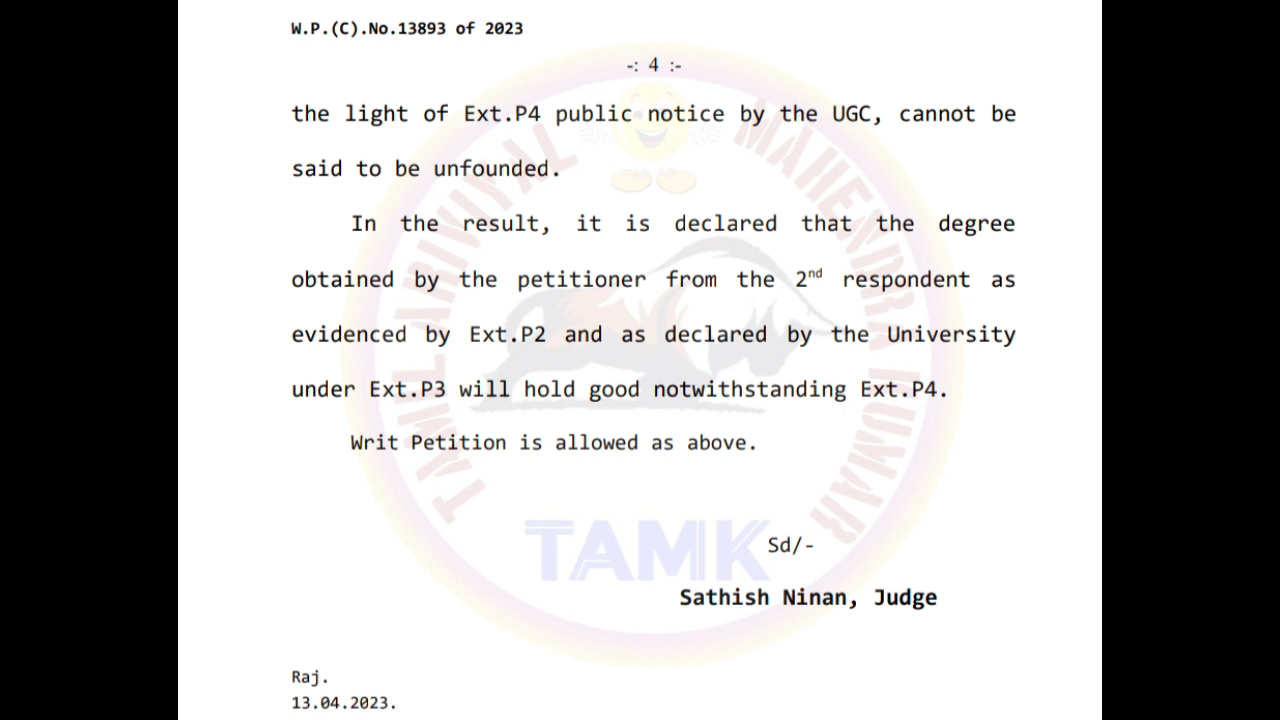 W.P.(C).No.13893 of 2023
-: 4 :-
the light of Ext.P4 public notice by the UGC, cannot be
said to be unfounded.
In the result, it is declared that the degree
obtained by the petitioner from the 2nd respondent as
evidenced by Ext.P2 and as declared by the University
under Ext.P3 will hold good notwithstanding Ext.P4.
Writ Petition is allowed as above.
Sd/-
Sathish Ninan, Judge
Raj.
13.04.2023.
TAMILARIVIYAL MAHENDRA KUMAR
TAMK